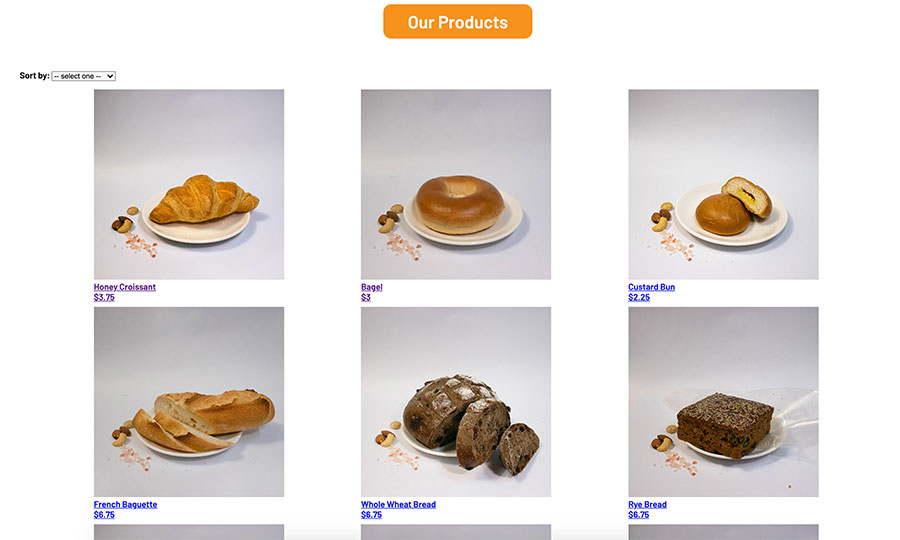 Our Products
Sort by: -- select one --
Honey Croissant
$3.75
Bagel
$3
Custard Bun
$2.25
French Baguette
$6.75
Whole Wheat Bread
$6.75
Rye Bread
$6.75